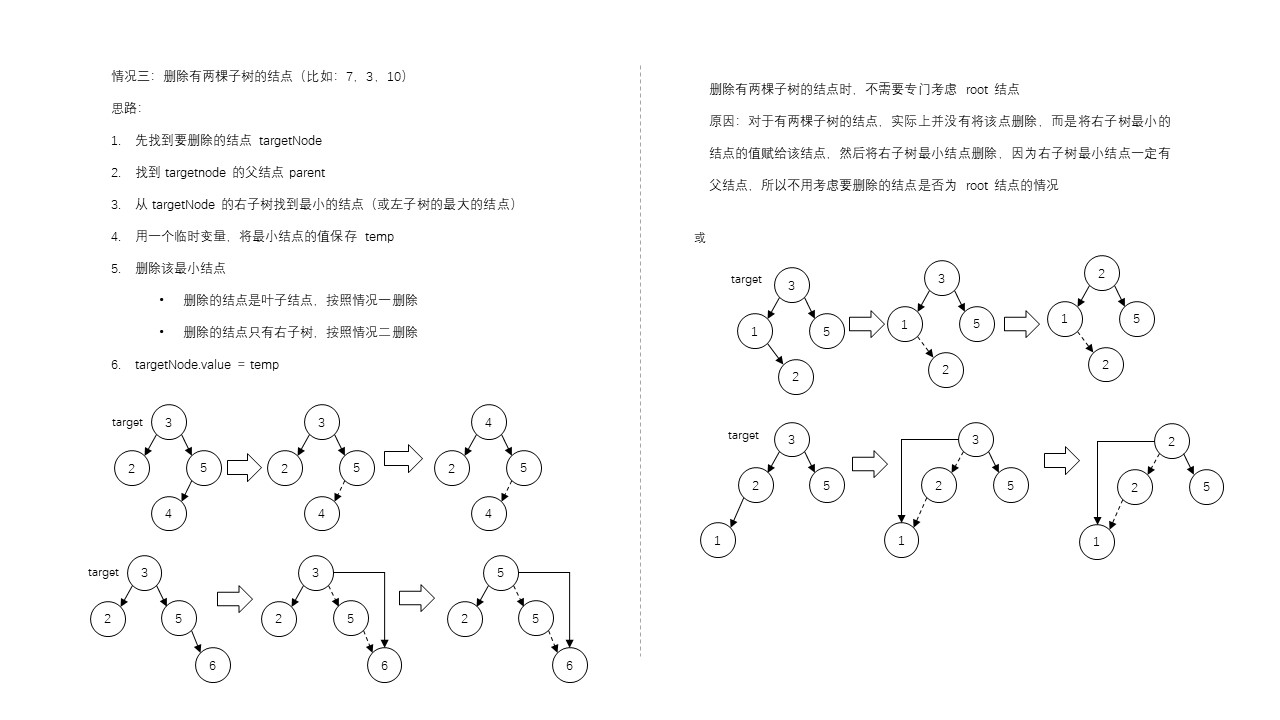 情况三：删除有两棵子树的结点（比如：7，3，10）
思路：
1. 先找到要删除的结点 targetNode
2. 找到 targetnode 的父结点 parent
3. 从 targetNode 的右子树找到最小的结点（或左子树的最大的结点）
4. 用一个临时变量，将最小结点的值保存 temp
5. 删除该最小结点
• 删除的结点是叶子结点，按照情况一删除
• 删除的结点只有右子树，按照情况二删除
6. targetNode.value = temp
target 3 3 4
2 5 2 5 2 5
4 4 4
target 3 3 5
2 5 2 5 2 5
6 6 6
删除有两棵子树的结点时，不需要专门考虑 root 结点
原因：对于有两棵子树的结点，实际上并没有将该点删除，而是将右子树最小的
结点的值赋给该结点，然后将右子树最小结点删除，因为右子树最小结点一定有
父结点，所以不用考虑要删除的结点是否为 root 结点的情况
或
target 3 3 2
1 5 1 5 1 5
2 2 2
target 3 3 2
2 5 2 5 2 5
1 1 1